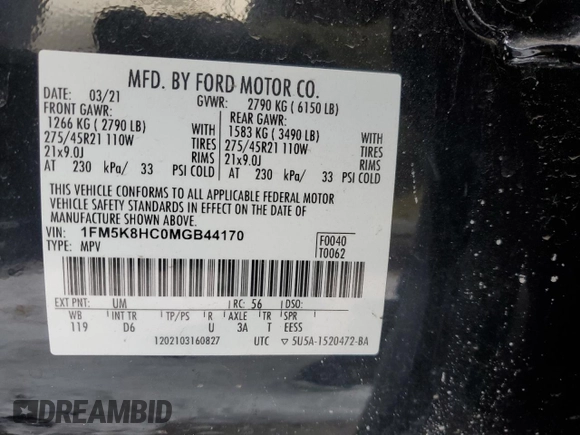 MFD. BY FORD MOTOR CO.
DATE: 03/21 GVWR: 2790 KG ( 6150 LB)
FRONT GAWR: REAR GAWR:
1266 KG ( 2790 LB) WITH 1583 KG ( 3490 LB) WITH
275/45R21 110W TIRES 275/45R21 110W TIRES
21x9.0J RIMS 21x9.0J RIMS
AT 230 kPa/ 33 PSI COLD AT 230 kPa/ 33 PSI COLD
THIS VEHICLE CONFORMS TO ALL APPLICABLE FEDERAL MOTOR
VEHICLE SAFETY STANDARDS IN EFFECT ON THE DATE OF
MANUFACTURE SHOWN ABOVE.
VIN: 1FM5K8HC0MGB44170 F0040
TYPE: MPV T0062
EXT PNT: UM RC: 56 DSO:
WB INT TR TP/PS R AXLE TR
119 D6 U 3A T EESS
1202103160827 UTC ▽ 5U5A-1520472-BA
DREAMBID